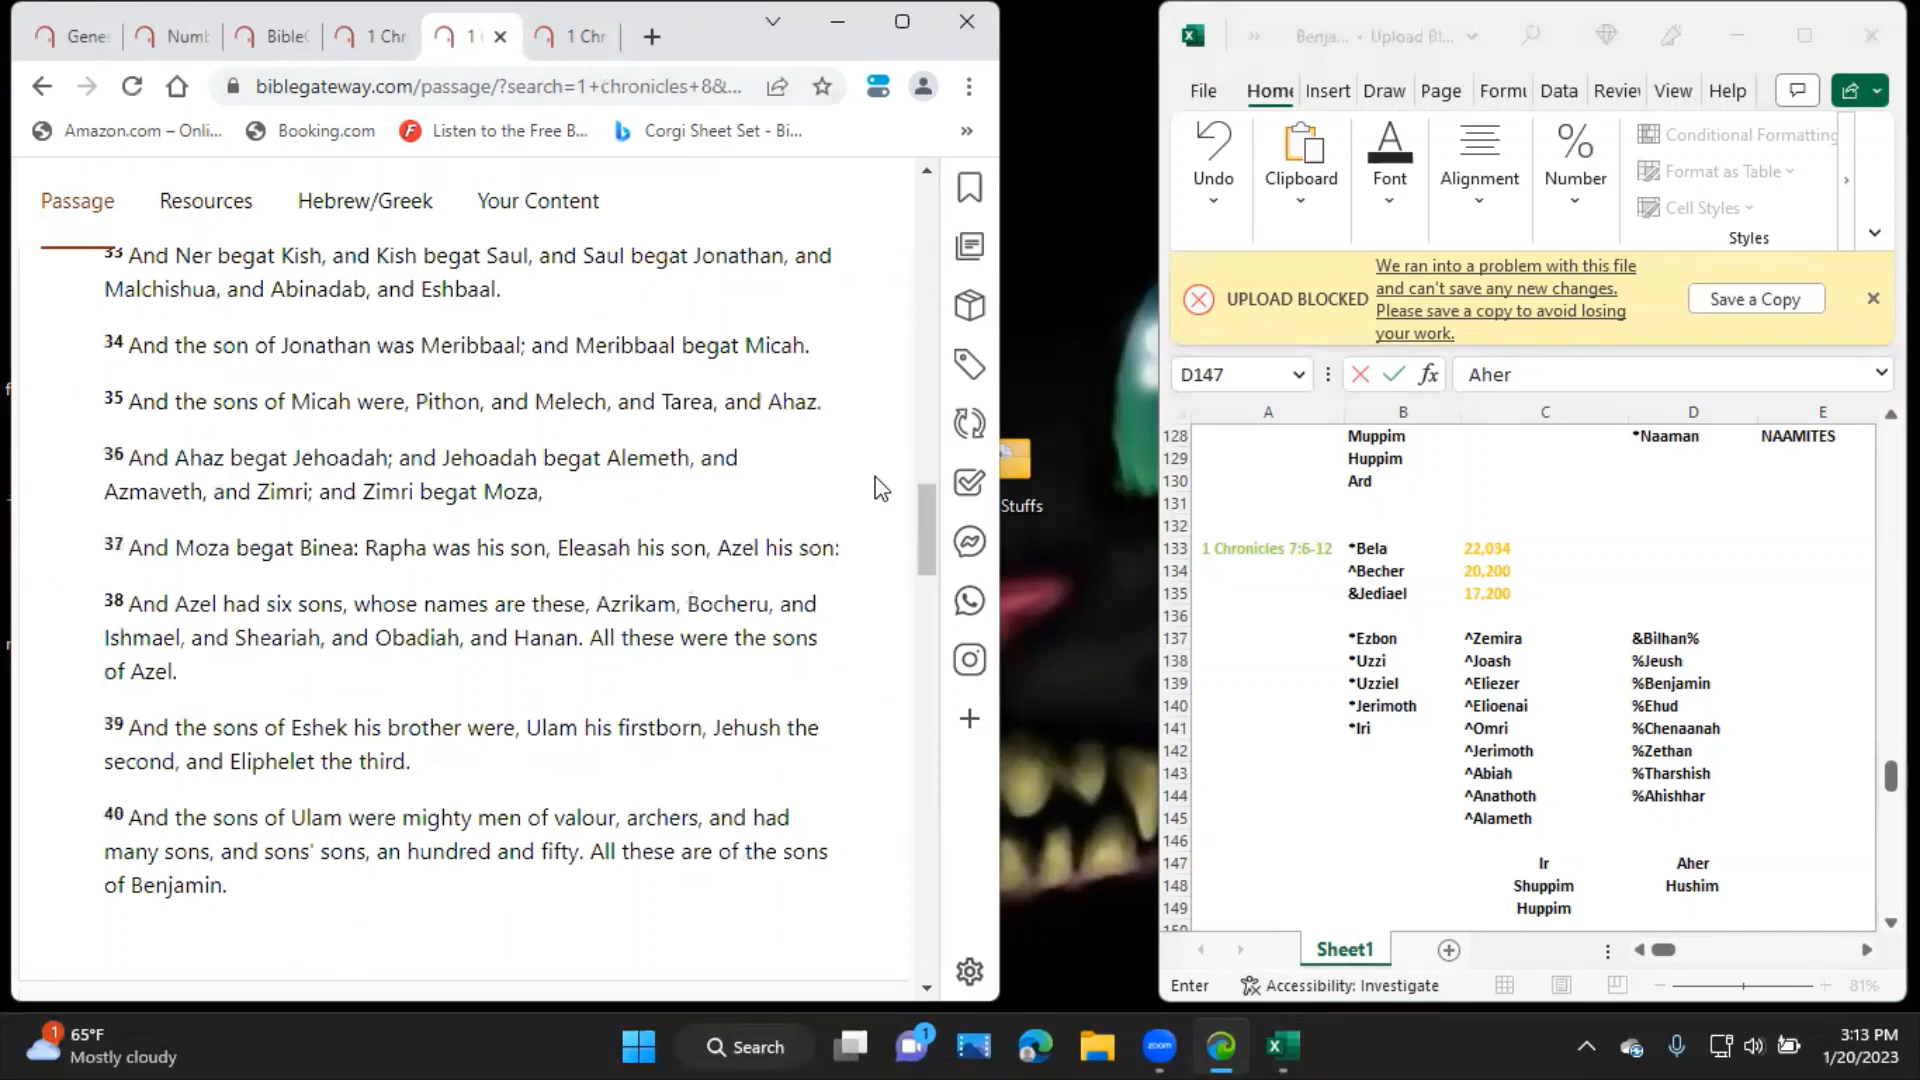 Gene
Numb
BibleG
1 Chr
1 (
1 Chr
biblegateway.com/passage/?search=1+chronicles+8&...
Amazon.com – Onli...
Booking.com
Listen to the Free B...
Corgi Sheet Set - Bi...
Passage
Resources
Hebrew/Greek
Your Content
33 And Ner begat Kish, and Kish begat Saul, and Saul begat Jonathan, and
Malchishua, and Abinadab, and Eshbaal.
34 And the son of Jonathan was Meribbaal; and Meribbaal begat Micah.
35 And the sons of Micah were, Pithon, and Melech, and Tarea, and Ahaz.
36 And Ahaz begat Jehoadah; and Jehoadah begat Alemeth, and
Azmaveth, and Zimri; and Zimri begat Moza,
37 And Moza begat Binea: Rapha was his son, Eleasah his son, Azel his son:
38 And Azel had six sons, whose names are these, Azrikam, Bocheru, and
Ishmael, and Sheariah, and Obadiah, and Hanan. All these were the sons
of Azel.
39 And the sons of Eshek his brother were, Ulam his firstborn, Jehush the
second, and Eliphelet the third.
40 And the sons of Ulam were mighty men of valour, archers, and had
many sons, and sons' sons, an hundred and fifty. All these are of the sons
of Benjamin.
Stuffs
Benja... • Upload Bl...
File Home Insert Draw Page Formu Data Reviev View Help
Undo
Clipboard
Font
Alignment
Number
Conditional Formatting
Format as Table
Cell Styles
Styles
UPLOAD BLOCKED
We ran into a problem with this file
and can't save any new changes.
Please save a copy to avoid losing
your work.
Save a Copy
D147
fx
Aher
A B C D E
128 Muppim *Naaman NAAMITES
129 Huppim
130 Ard
131
132
133 1 Chronicles 7:6-12 *Bela 22,034
134 ^Becher 20,200
135 &Jediael 17,200
136
137 *Ezbon ^Zemira &Bilhan%
138 *Uzzi ^Joash %Jeush
139 *Uzziel ^Eliezer %Benjamin
140 *Jerimoth ^Elioenai %Ehud
141 *Iri ^Omri %Chenaanah
142 ^Jerimoth %Zethan
143 ^Abiah %Tharshish
144 ^Anathoth %Ahishhar
145 ^Alameth
146
147 Ir Aher
148 Shuppim Hushim
149 Huppim
150
Sheet1
Enter
Accessibility: Investigate
81%
1
65°F
Mostly cloudy
Search
1
zoom
3:13 PM
1/20/2023